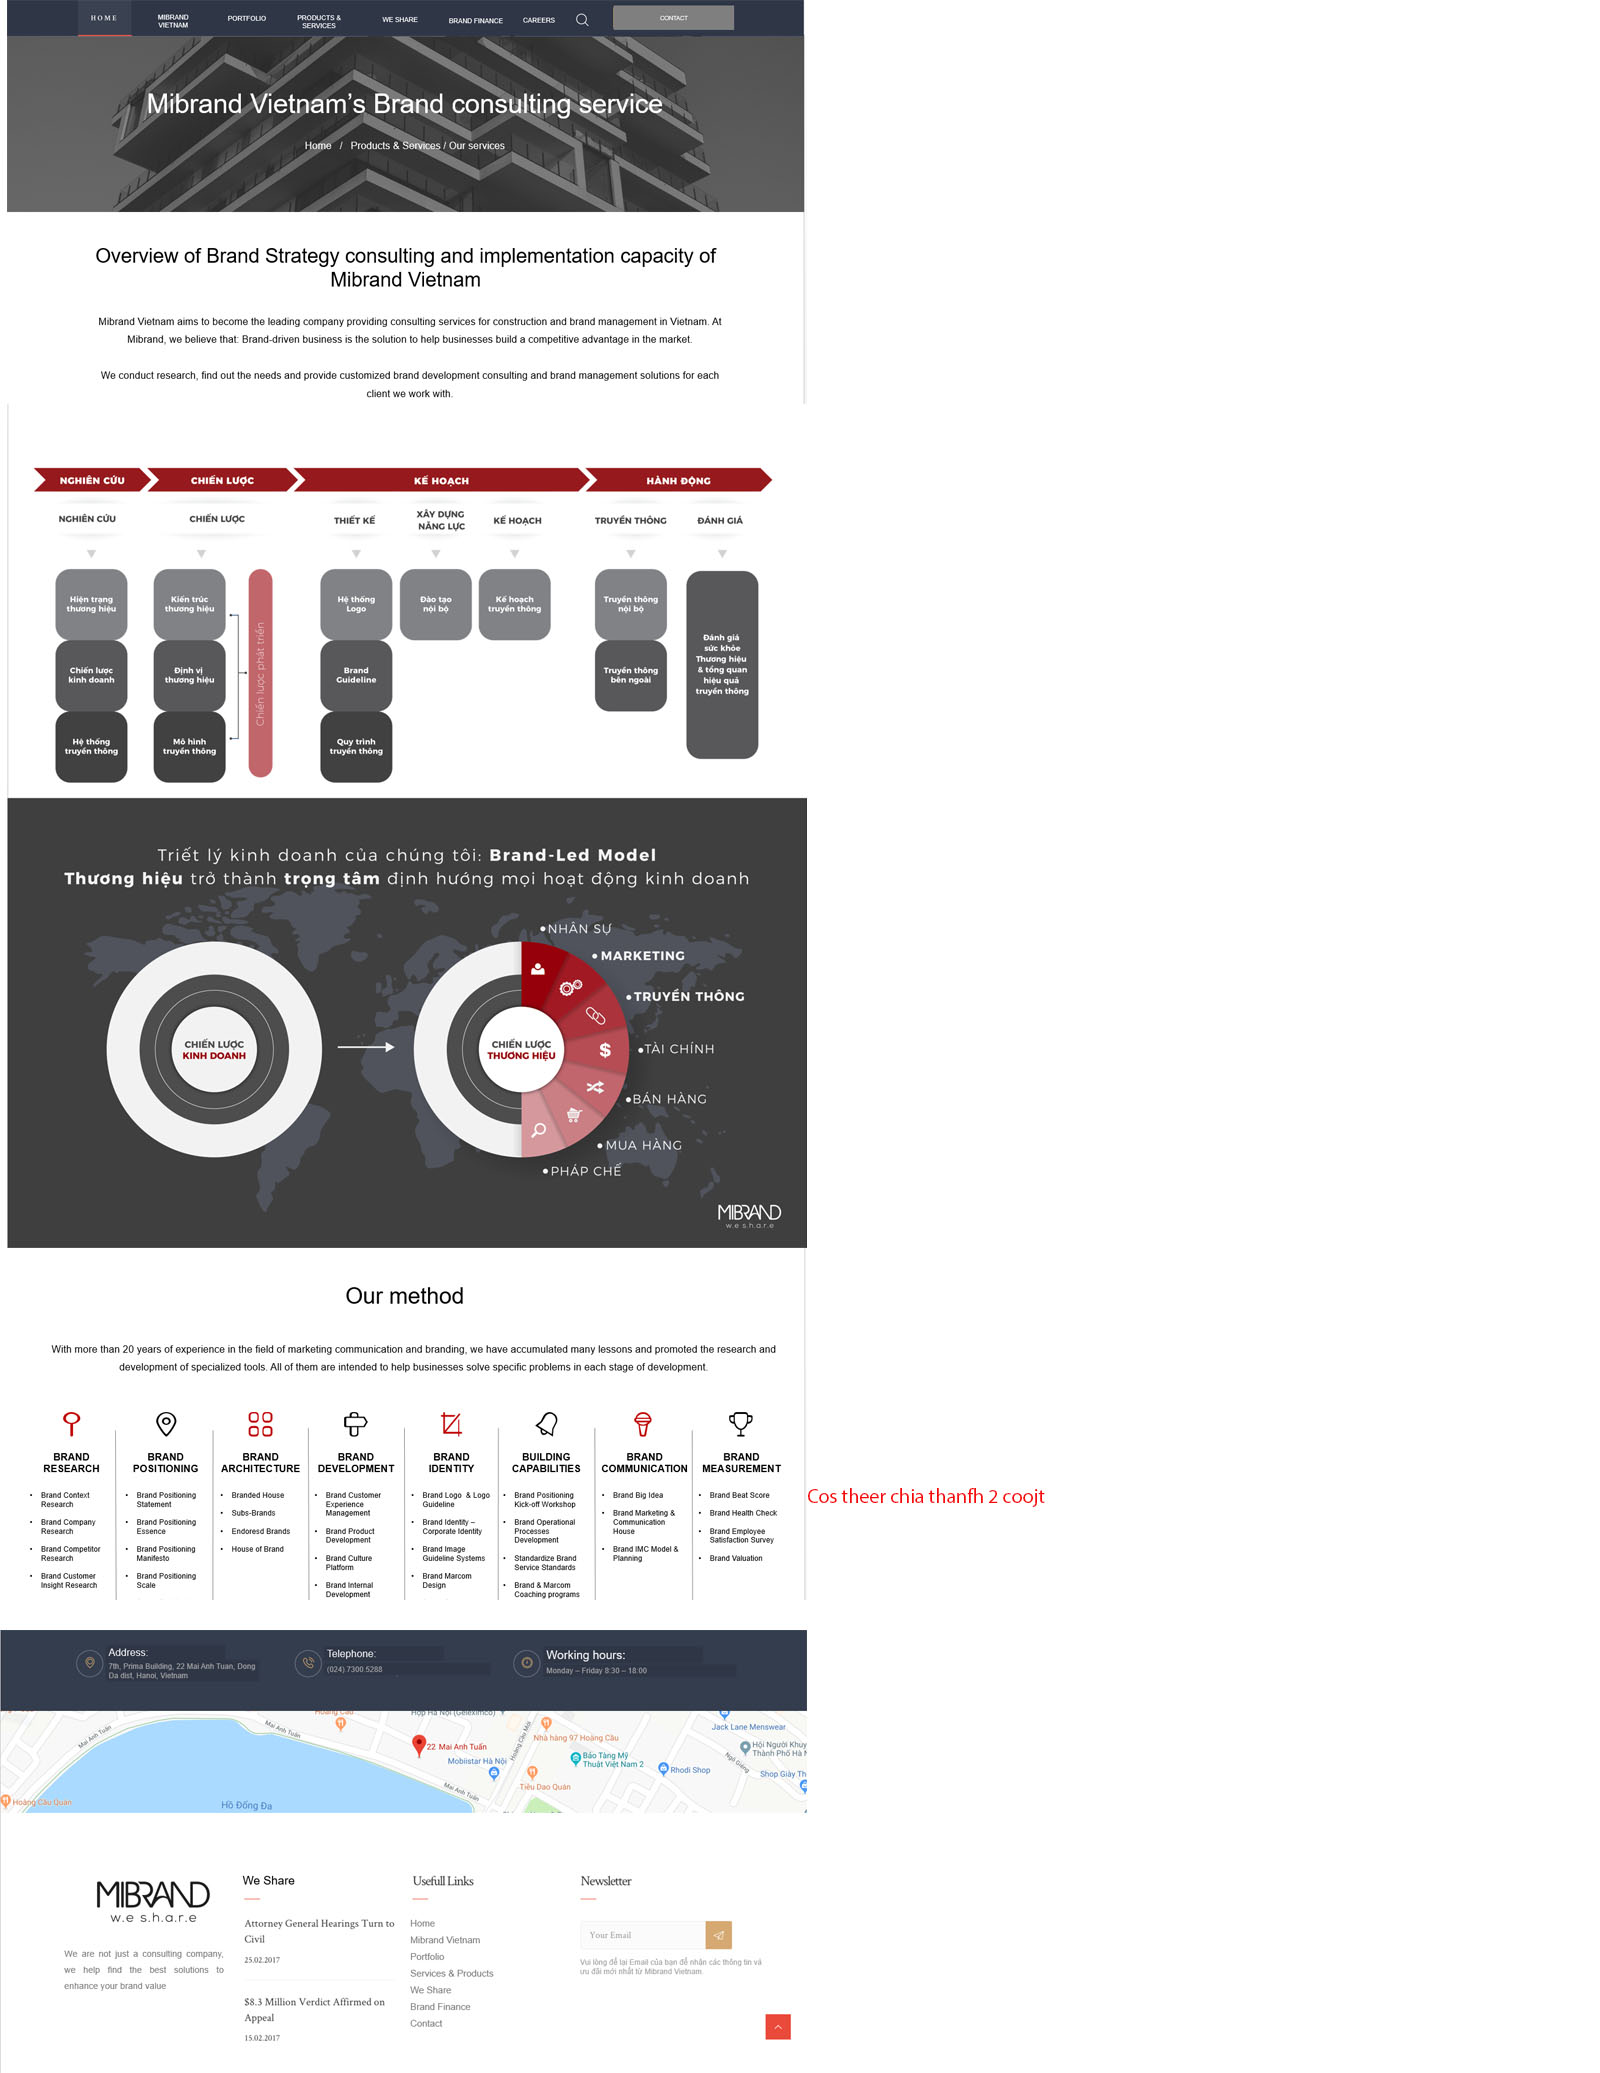 HOME
MIBRAND
VIETNAM
PORTFOLIO
PRODUCTS &
SERVICES
WE SHARE
BRAND FINANCE
CAREERS
CONTACT
Mibrand Vietnam’s Brand consulting service
Home / Products & Services / Our services
Overview of Brand Strategy consulting and implementation capacity of
Mibrand Vietnam
Mibrand Vietnam aims to become the leading company providing consulting services for construction and brand management in Vietnam. At
Mibrand, we believe that: Brand-driven business is the solution to help businesses build a competitive advantage in the market.
We conduct research, find out the needs and provide customized brand development consulting and brand management solutions for each
client we work with.
NGHIÊN CỨU
CHIẾN LƯỢC
KẾ HOẠCH
HÀNH ĐỘNG
NGHIÊN CỨU
CHIẾN LƯỢC
THIẾT KẾ
XÂY DỰNG
NĂNG LỰC
KẾ HOẠCH
TRUYỀN THÔNG
ĐÁNH GIÁ
Hiện trạng
thương hiệu
Chiến lược
kinh doanh
Hệ thống
truyền thông
Kiến trúc
thương hiệu
Định vị
thương hiệu
Mô hình
truyền thông
Chiến lược phát triển
Hệ thống
Logo
Brand
Guideline
Quy trình
truyền thông
Đào tạo
nội bộ
Kế hoạch
truyền thông
Truyền thông
nội bộ
Truyền thông
bên ngoài
Đánh giá
sức khỏe
Thương hiệu
& tổng quan
hiệu quả
truyền thông
Triết lý kinh doanh của chúng tôi: Brand-Led Model
Thương hiệu trở thành trọng tâm định hướng mọi hoạt động kinh doanh
CHIẾN LƯỢC
KINH DOANH
CHIẾN LƯỢC
THƯƠNG HIỆU
•NHÂN SỰ
•MARKETING
•TRUYỀN THÔNG
$
•TÀI CHÍNH
•BÁN HÀNG
•MUA HÀNG
•PHÁP CHẾ
MIBRAND
w.e s.h.a.r.e
Our method
With more than 20 years of experience in the field of marketing communication and branding, we have accumulated many lessons and promoted the research and
development of specialized tools. All of them are intended to help businesses solve specific problems in each stage of development.
BRAND
RESEARCH
• Brand Context
Research
• Brand Company
Research
• Brand Competitor
Research
• Brand Customer
Insight Research
BRAND
POSITIONING
• Brand Positioning
Statement
• Brand Positioning
Essence
• Brand Positioning
Manifesto
• Brand Positioning
Scale
BRAND
ARCHITECTURE
• Branded House
• Subs-Brands
• Endoresd Brands
• House of Brand
BRAND
DEVELOPMENT
• Brand Customer
Experience
Management
• Brand Product
Development
• Brand Culture
Platform
• Brand Internal
Development
BRAND
IDENTITY
• Brand Logo & Logo
Guideline
• Brand Identity –
Corporate Identity
• Brand Image
Guideline Systems
• Brand Marcom
Design
BUILDING
CAPABILITIES
• Brand Positioning
Kick-off Workshop
• Brand Operational
Processes
Development
• Standardize Brand
Service Standards
• Brand & Marcom
Coaching programs
BRAND
COMMUNICATION
• Brand Big Idea
• Brand Marketing &
Communication
House
• Brand IMC Model &
Planning
BRAND
MEASUREMENT
• Brand Beat Score
• Brand Health Check
• Brand Employee
Satisfaction Survey
• Brand Valuation
Cos theer chia thanfh 2 coojt
Address:
7th, Prima Building, 22 Mai Anh Tuan, Dong
Da dist, Hanoi, Vietnam
Telephone:
(024).7300.5288
Working hours:
Monday – Friday 8:30 – 18:00
Mai Anh Tuấn
Mai Anh Tuấn
Hoàng Cầu
Hợp Hà Nội (Geleximco)
22 Mai Anh Tuấn
Mobiistar Hà Nội
Mai Anh Tuấn
Hoàng Cầu Mới
Nhà hàng 97 Hoàng Cầu
Bảo Tàng Mỹ
Thuật Việt Nam 2
Tiêu Dao Quán
Rhodi Shop
Jack Lane Menswear
Hội Người Khuy
Thành Phố Hà N
Ngõ Giếng
Shop Giày Th
Hoàng Cầu Quan
Hồ Đống Đa
MIBRAND
w.e s.h.a.r.e
We are not just a consulting company,
we help find the best solutions to
enhance your brand value
We Share
Attorney General Hearings Turn to
Civil
25.02.2017
$8.3 Million Verdict Affirmed on
Appeal
15.02.2017
Usefull Links
Home
Mibrand Vietnam
Portfolio
Services & Products
We Share
Brand Finance
Contact
Newsletter
Your Email
Vui lòng để lại Email của bạn để nhận các thông tin và
ưu đãi mới nhất từ Mibrand Vietnam.